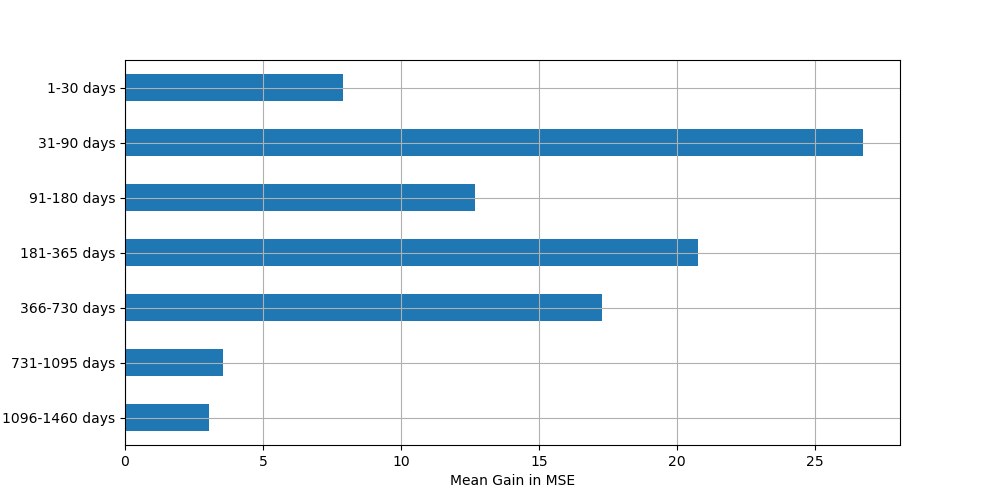 1-30 days
31-90 days
91-180 days
181-365 days
366-730 days
731-1095 days
1096-1460 days
0 5 10 15 20 25
Mean Gain in MSE